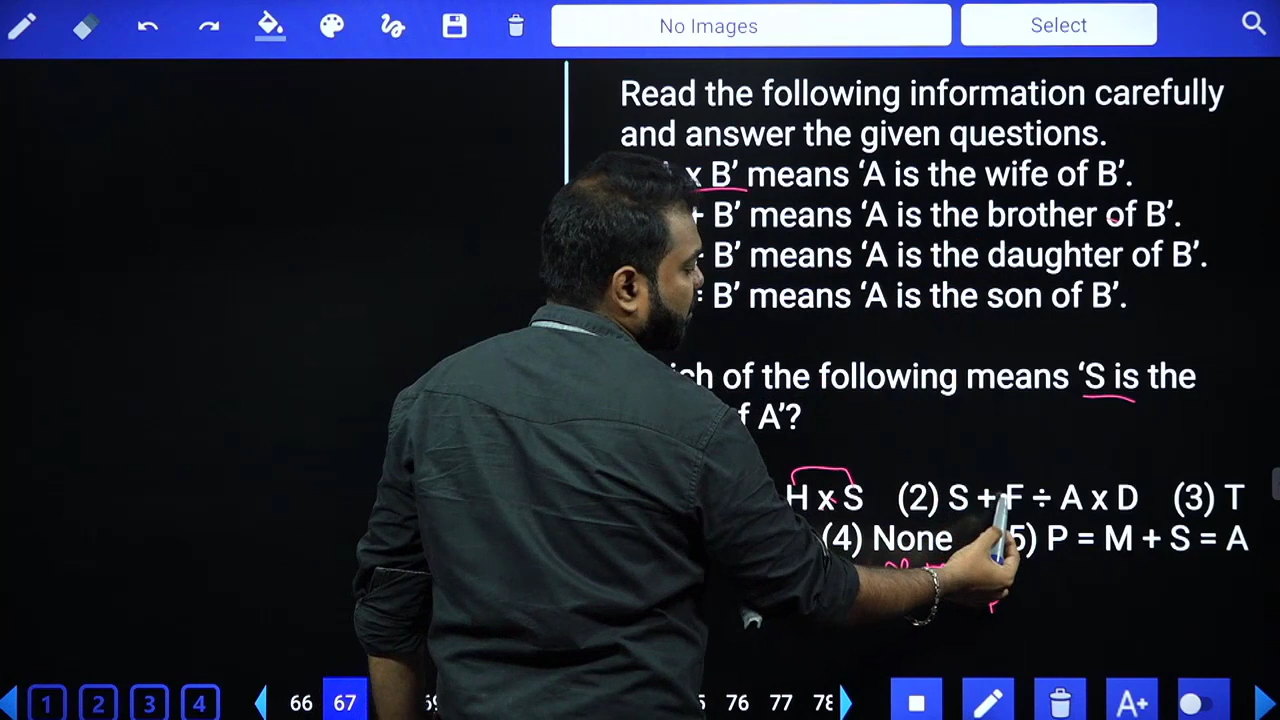 No Images
Select
Read the following information carefully
and answer the given questions.
x B’ means ‘A is the wife of B’.
+ B’ means ‘A is the brother of B’.
B’ means ‘A is the daughter of B’.
= B’ means ‘A is the son of B’.
of the following means ‘S is the
A’?
H x S (2) S + F ÷ A x D (3) T
(4) None 5) P = M + S = A
1 2 3 4 66 67 76 77 78
A+